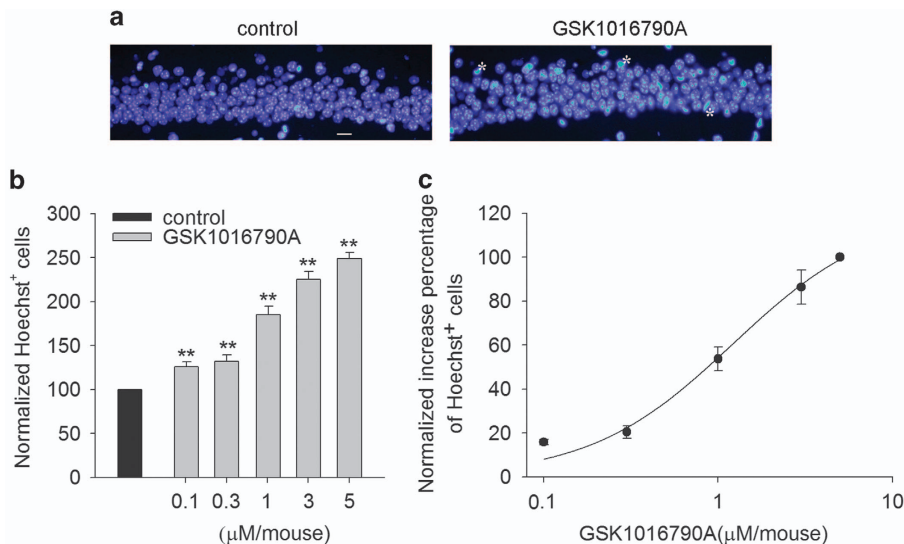 a
control
GSK1016790A
*
*
*
b
300
250
200
150
100
50
0
Normalized Hoechst⁺ cells
control
GSK1016790A
**
**
**
**
**
0.1 0.3 1 3 5
(μM/mouse)
c
120
100
80
60
40
20
0
Normalized increase percentage
of Hoechst⁺ cells
0.1 1 10
GSK1016790A(μM/mouse)